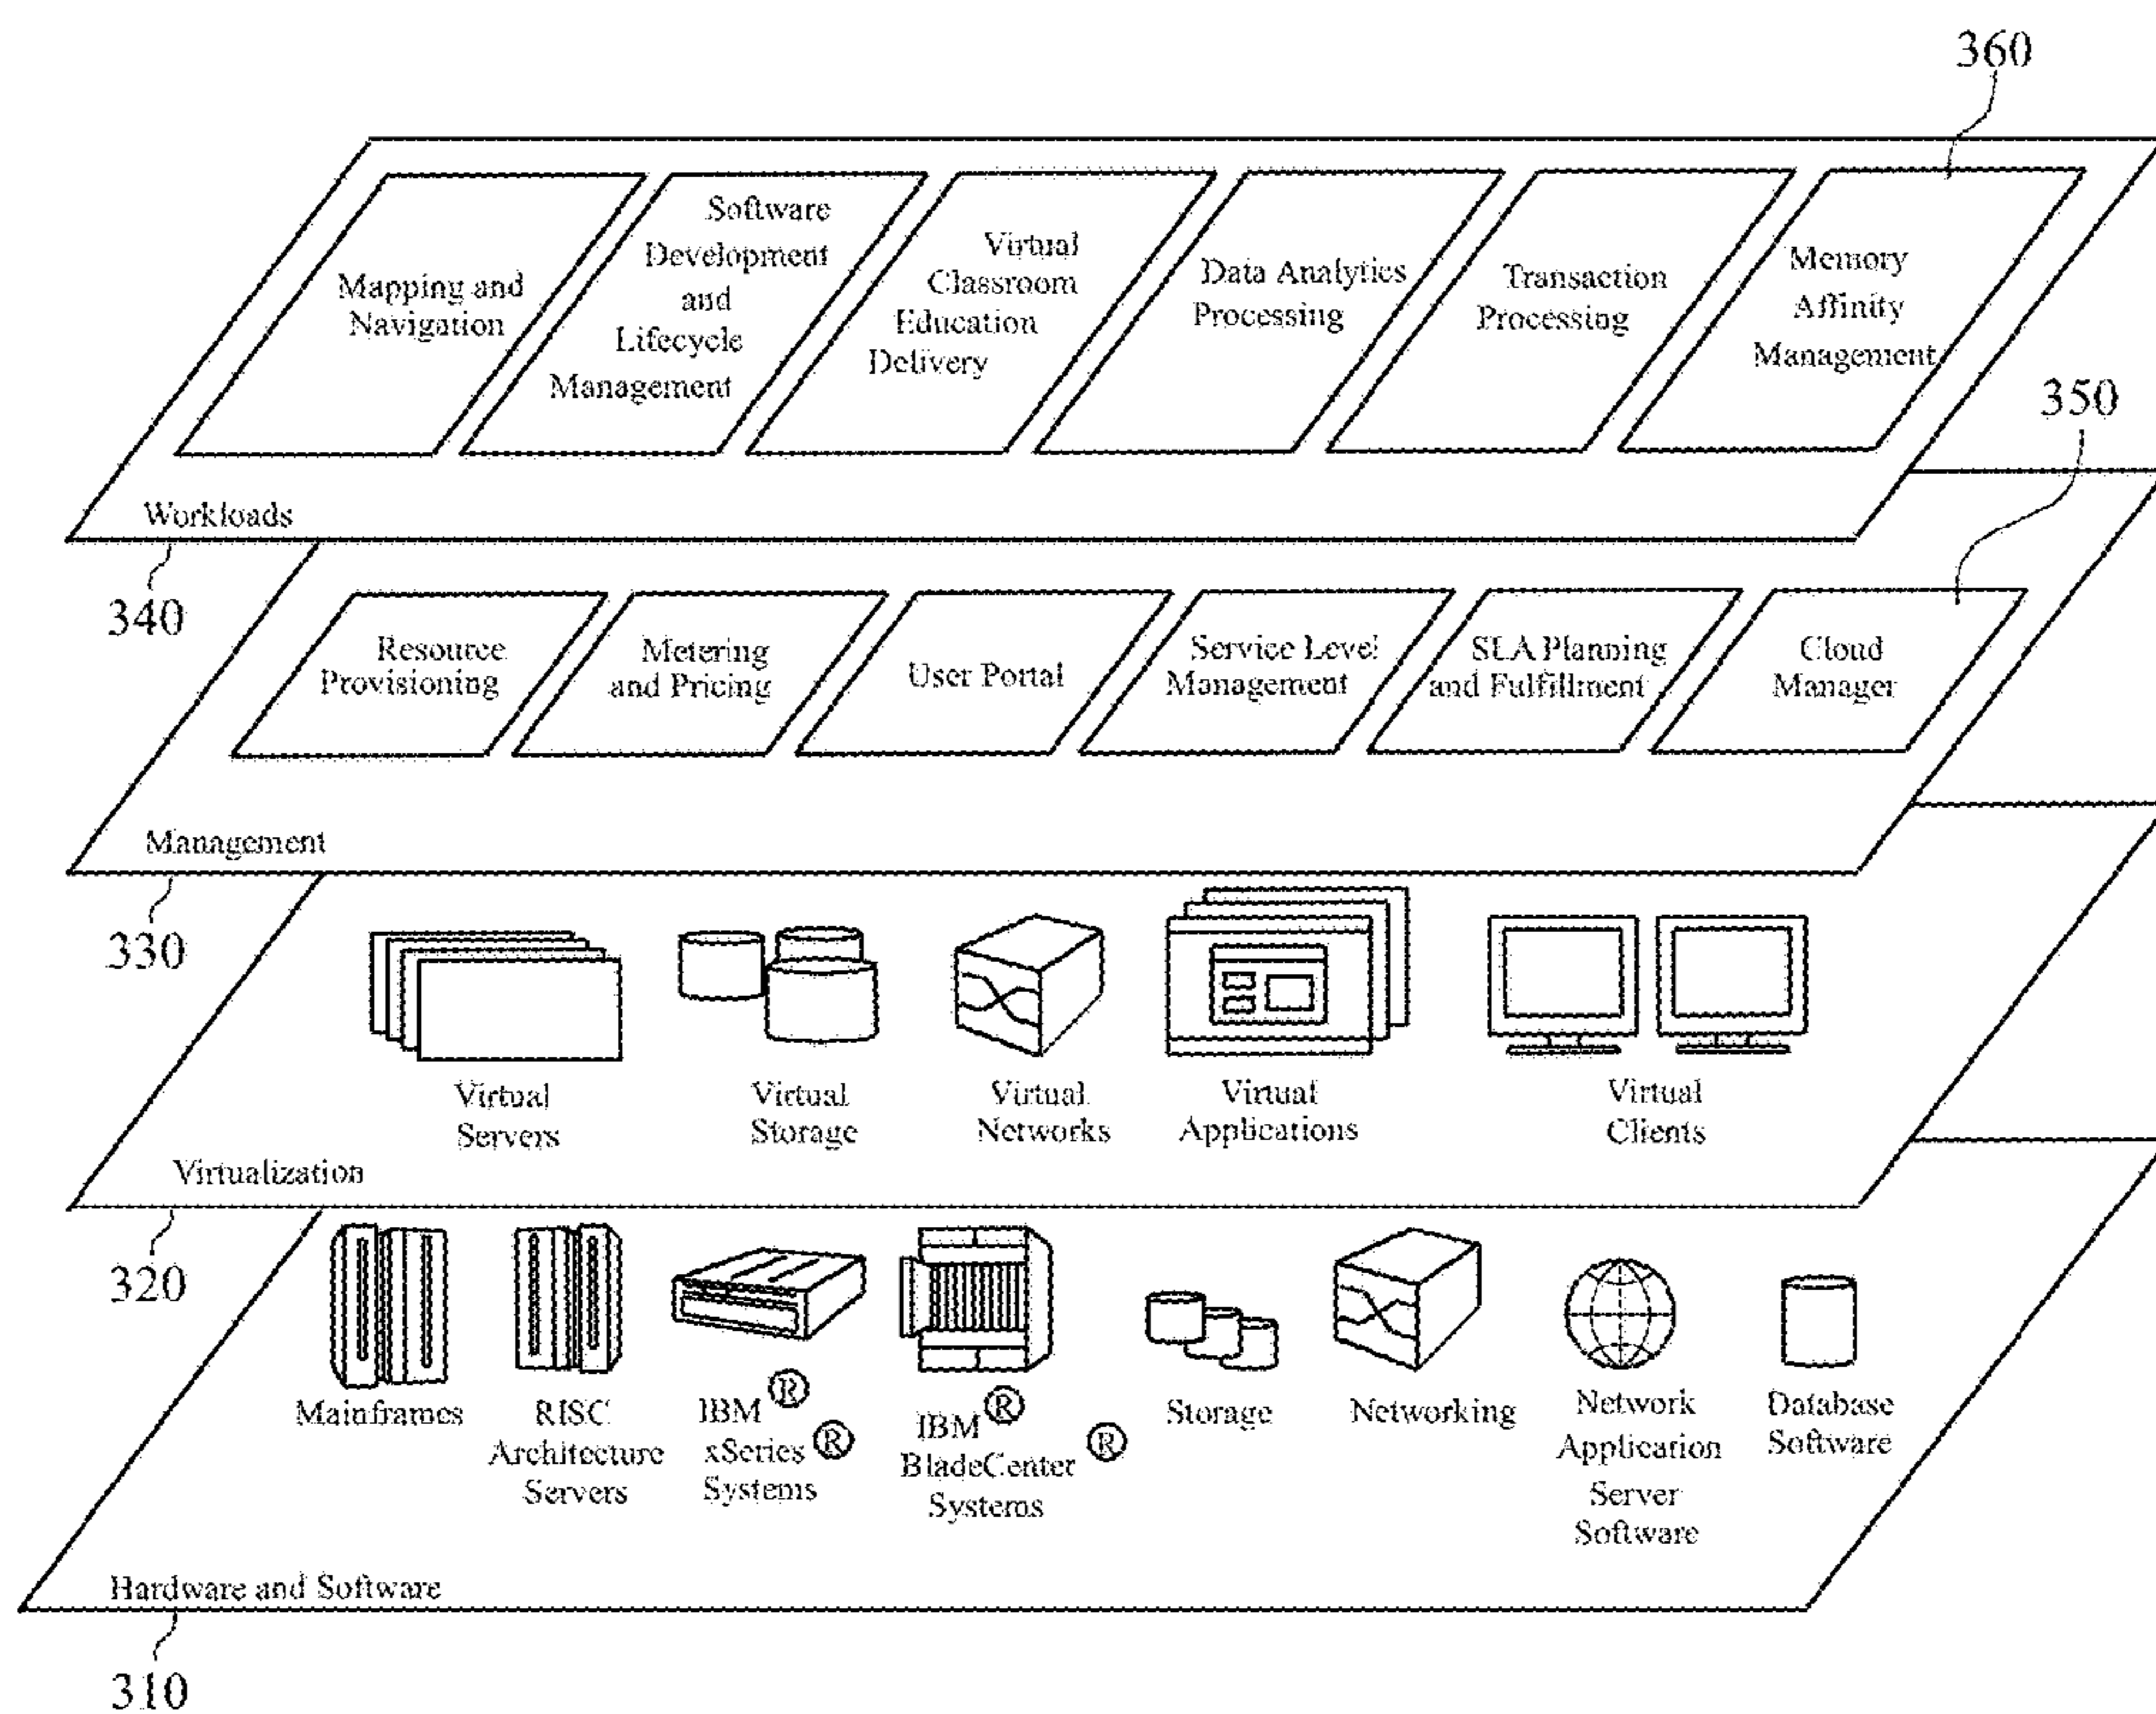 360
Mapping and
Navigation
Software
Development
and
Lifecycle
Management
Virtual
Classroom
Education
Delivery
Data Analytics
Processing
Transaction
Processing
Memory
Affinity
Management
350
Workloads
340
Resource
Provisioning
Metering
and Pricing
User Portal
Service Level
Management
SLA Planning
and Fulfillment
Cloud
Manager
Management
330
Virtual
Servers
Virtual
Storage
Virtual
Networks
Virtual
Applications
Virtual
Clients
Virtualization
320
Mainframes
RISC
Architecture
Servers
IBM ®
xSeries ®
Systems
IBM ®
BladeCenter ®
Systems
Storage
Networking
Network
Application
Server
Software
Database
Software
Hardware and Software
310